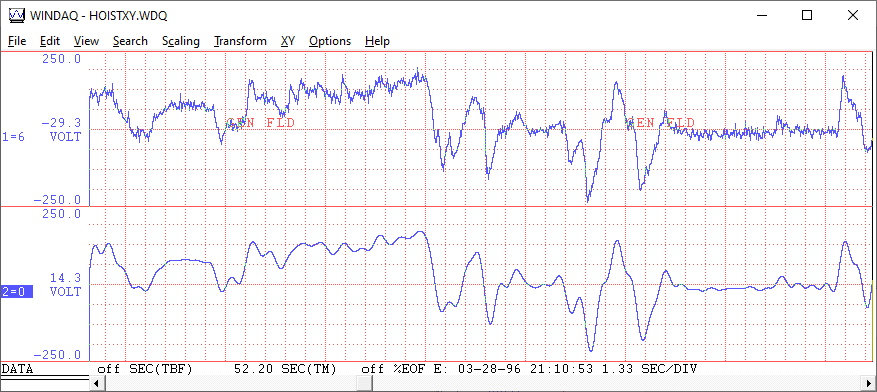 WINDAQ - HOISTXY.WDQ
File Edit View Search Scaling Transform XY Options Help
250.0
-29.3 GEN FLD GEN FLD
1=6 VOLT
-250.0
250.0
14.3
2=0 VOLT
-250.0
DATA off SEC(TBF) 52.20 SEC(TM) off %EOF E: 03-28-96 21:10:53 1.33 SEC/DIV